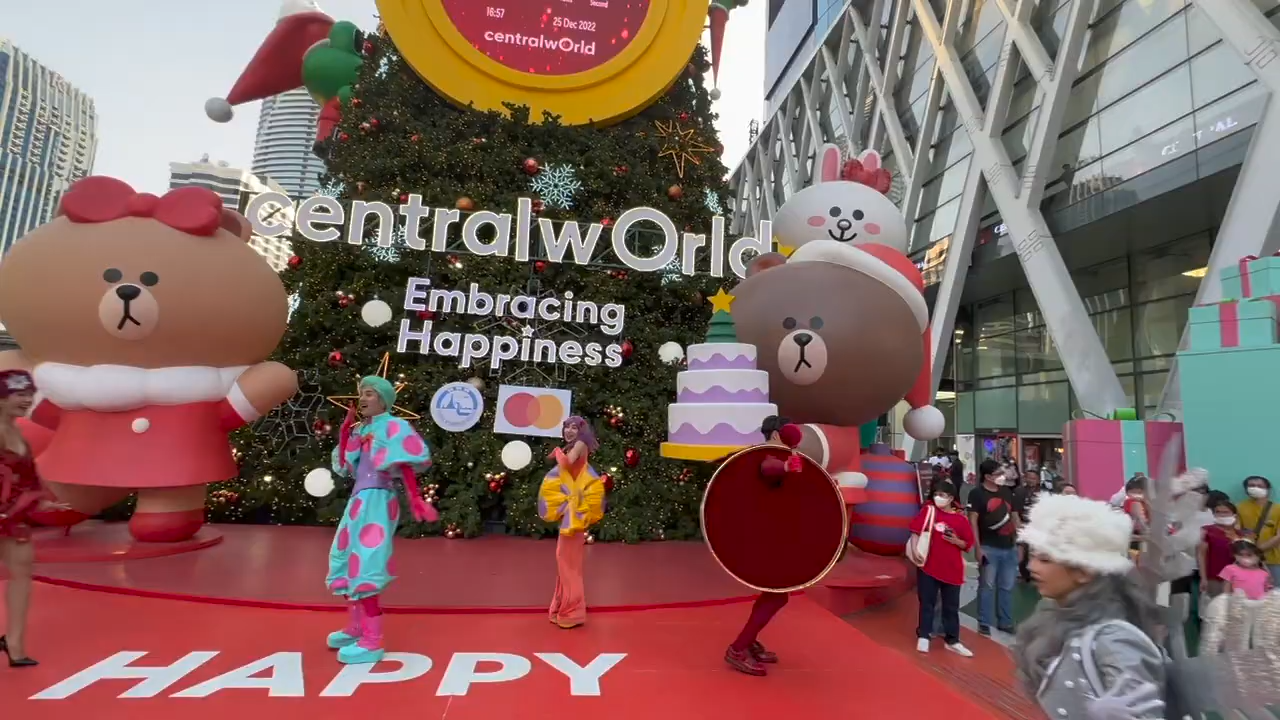 16:57
25 Dec 2022
centralwOrld
centralwOrld
Embracing
Happiness
HAPPY